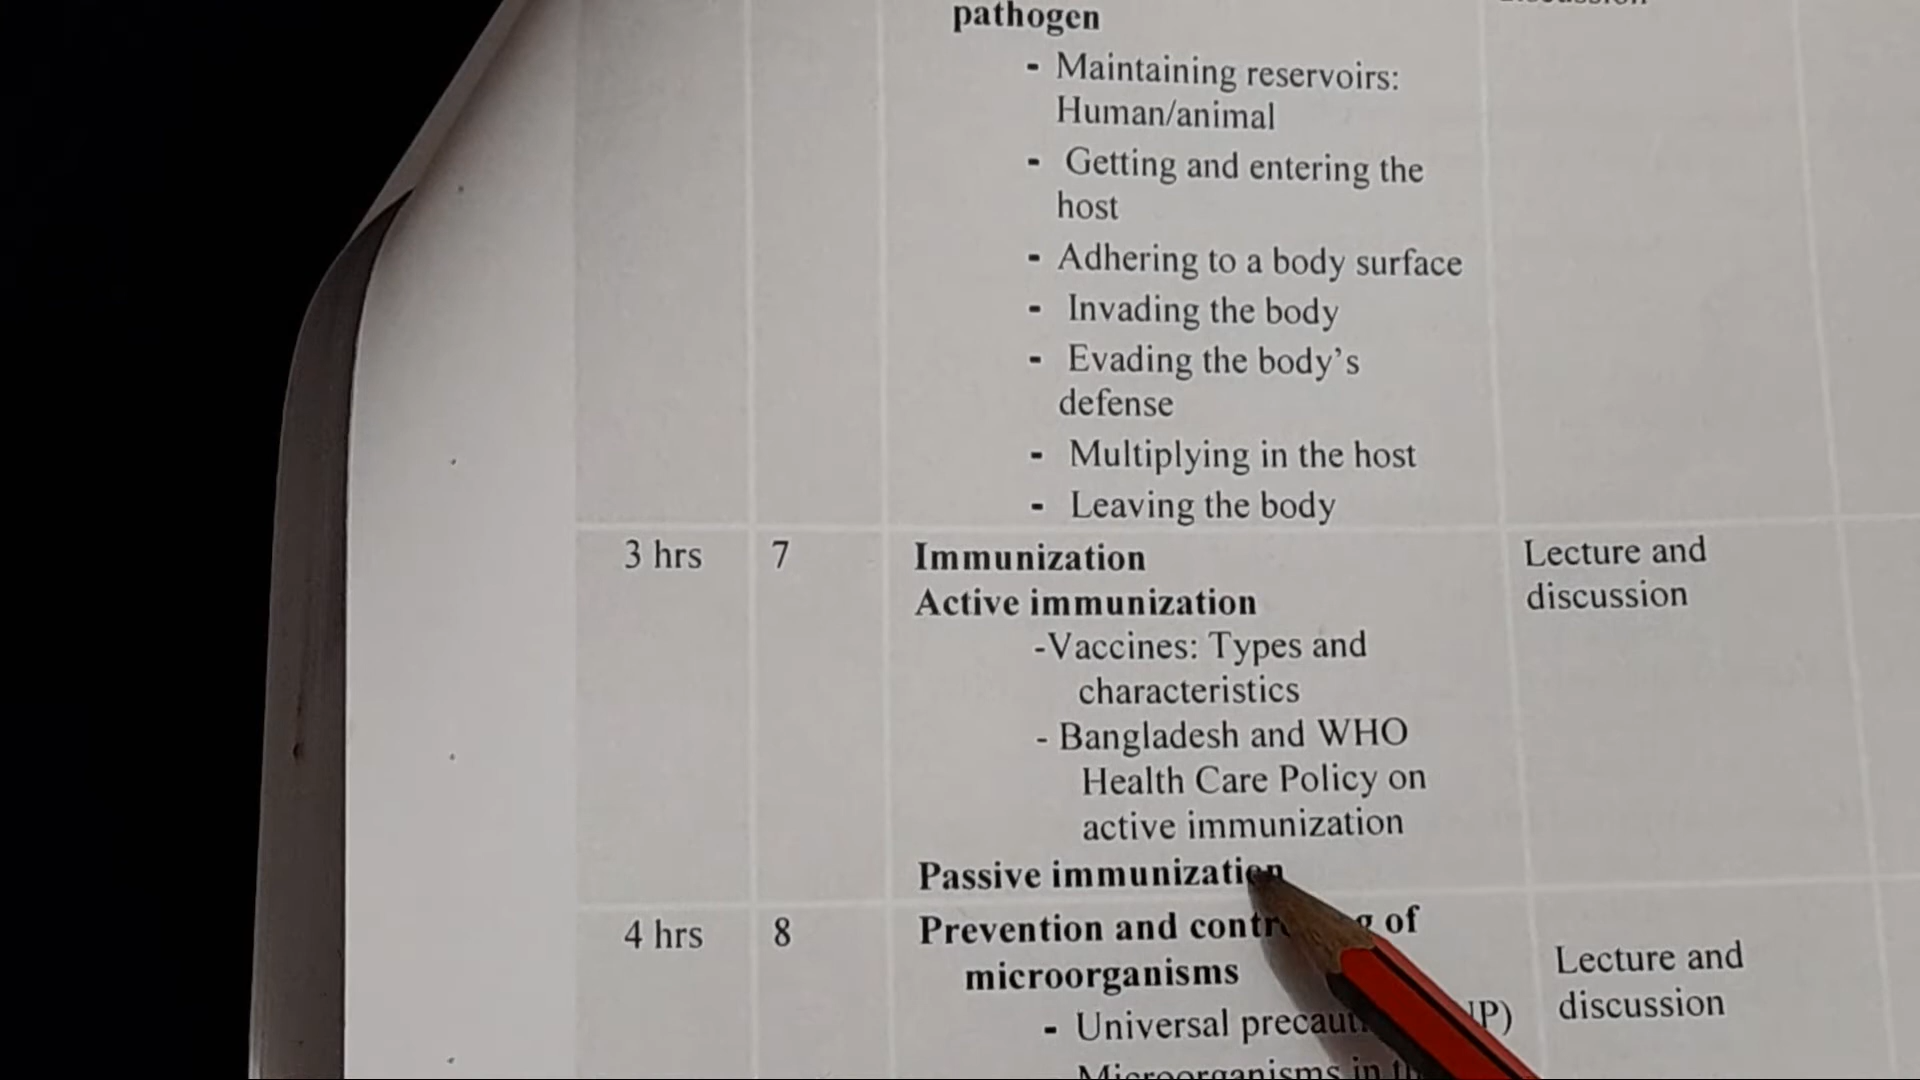 pathogen
- Maintaining reservoirs:
Human/animal
- Getting and entering the
host
- Adhering to a body surface
- Invading the body
- Evading the body's
defense
- Multiplying in the host
- Leaving the body
3 hrs 7 Immunization Lecture and
Active immunization discussion
-Vaccines: Types and
characteristics
- Bangladesh and WHO
Health Care Policy on
active immunization
Passive immunization
4 hrs 8 Prevention and of Lecture and
microorganisms discussion
- Universal
Microorganisms in